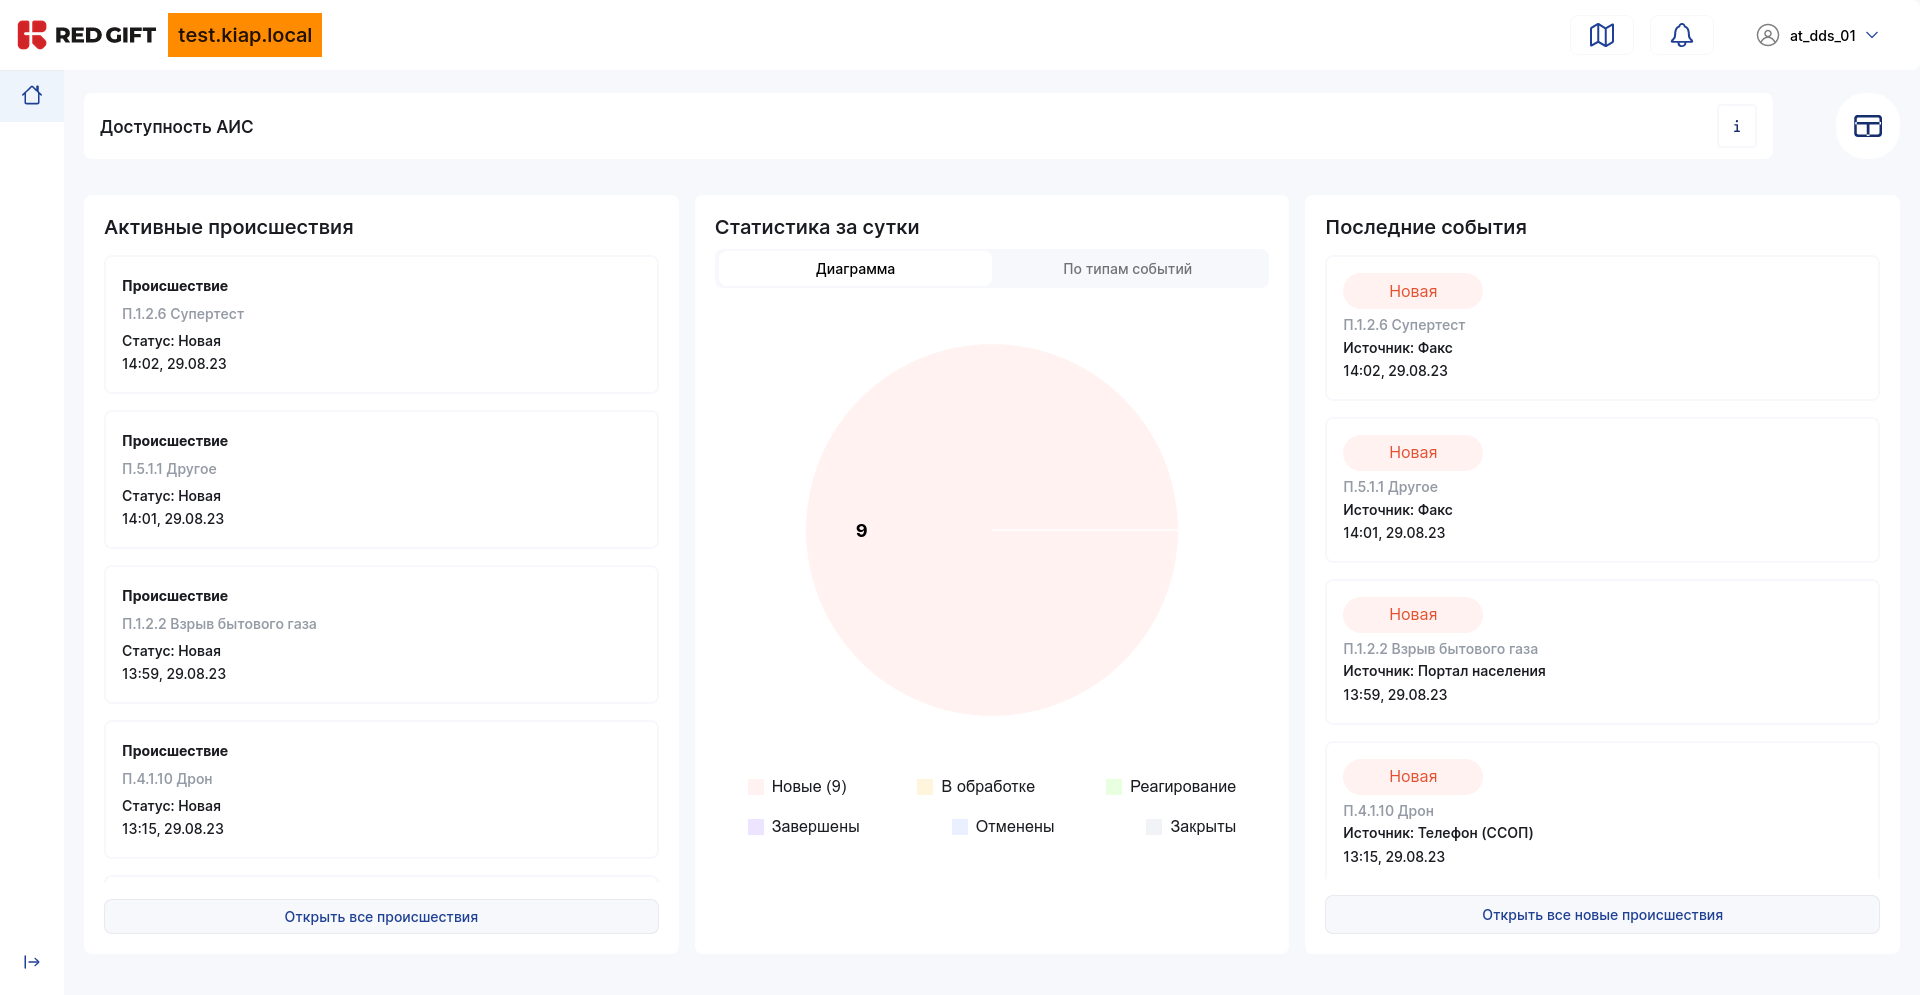 RED GIFT
test.kiap.local
at_dds_01
Доступность АИС
i
Активные происшествия
Происшествие
П.1.2.6 Супертест
Статус: Новая
14:02, 29.08.23
Происшествие
П.5.1.1 Другое
Статус: Новая
14:01, 29.08.23
Происшествие
П.1.2.2 Взрыв бытового газа
Статус: Новая
13:59, 29.08.23
Происшествие
П.4.1.10 Дрон
Статус: Новая
13:15, 29.08.23
Открыть все происшествия
Статистика за сутки
Диаграмма
По типам событий
9
Новые (9)
В обработке
Реагирование
Завершены
Отменены
Закрыты
Последние события
Новая
П.1.2.6 Супертест
Источник: Факс
14:02, 29.08.23
Новая
П.5.1.1 Другое
Источник: Факс
14:01, 29.08.23
Новая
П.1.2.2 Взрыв бытового газа
Источник: Портал населения
13:59, 29.08.23
Новая
П.4.1.10 Дрон
Источник: Телефон (ССОП)
13:15, 29.08.23
Открыть все новые происшествия